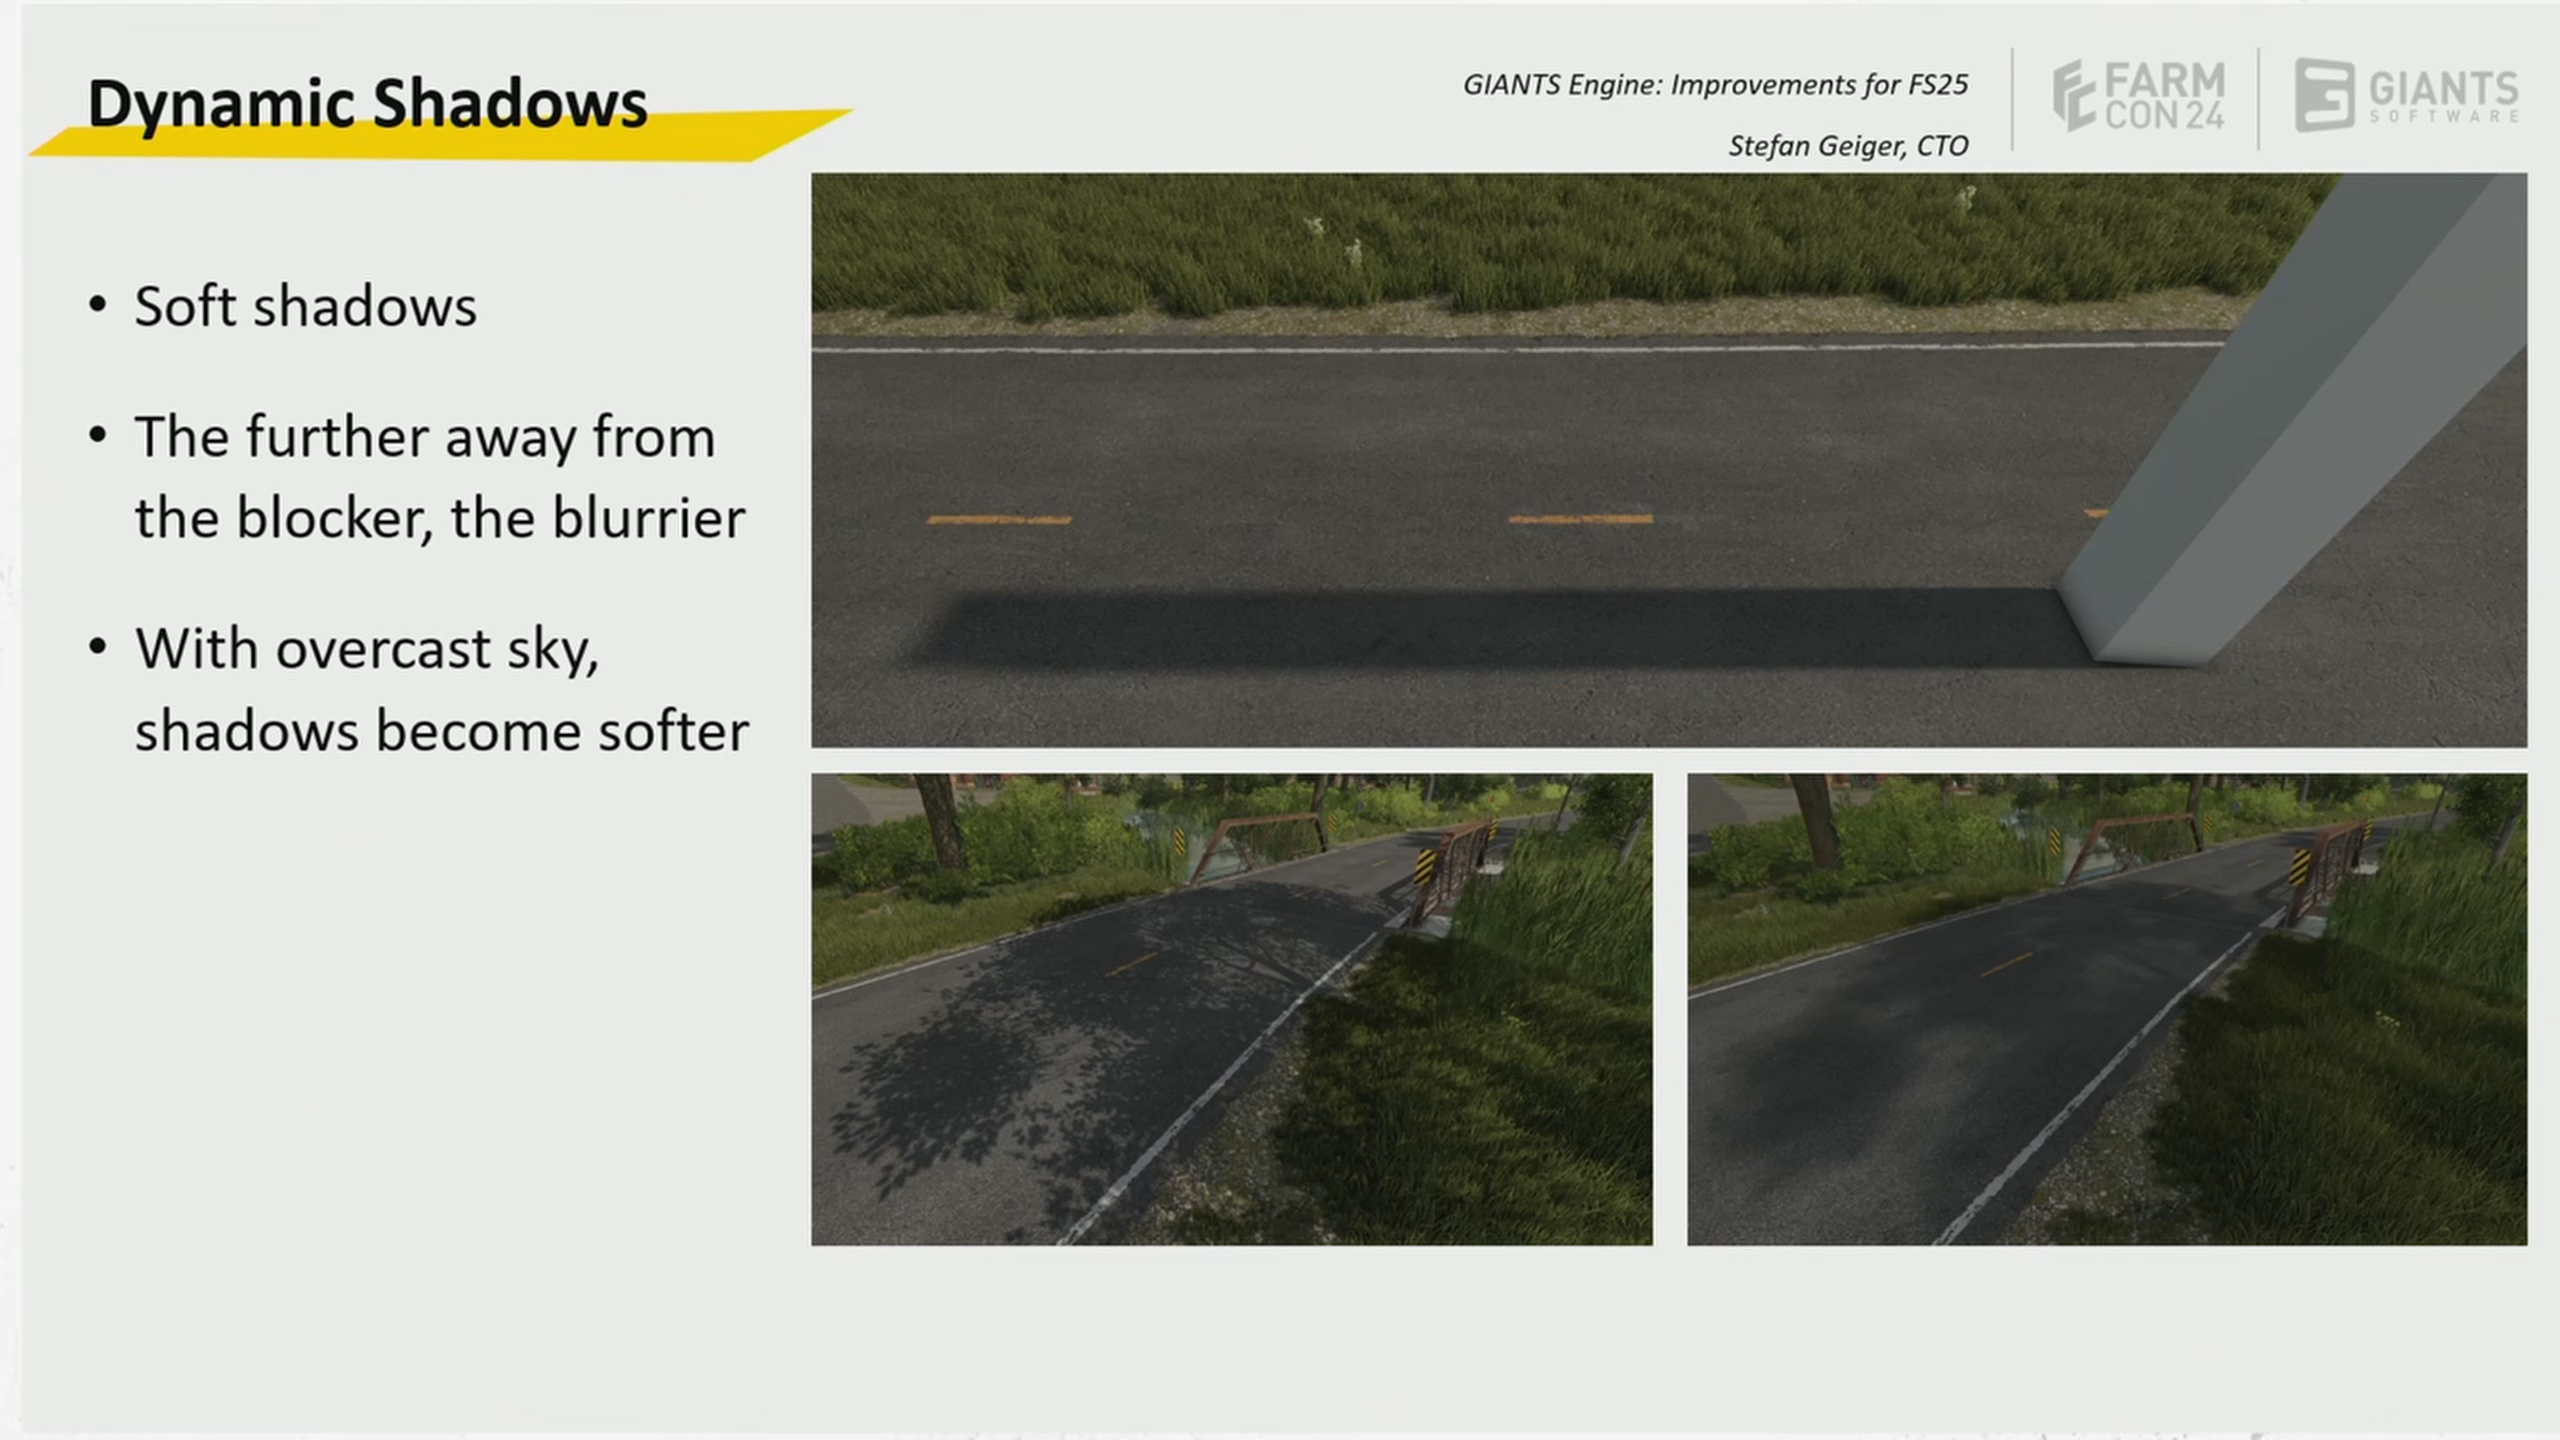 Dynamic Shadows
GIANTS Engine: Improvements for FS25
Stefan Geiger, CTO
FARM
CON 24
GIANTS
SOFTWARE
• Soft shadows
• The further away from
the blocker, the blurrier
• With overcast sky,
shadows become softer